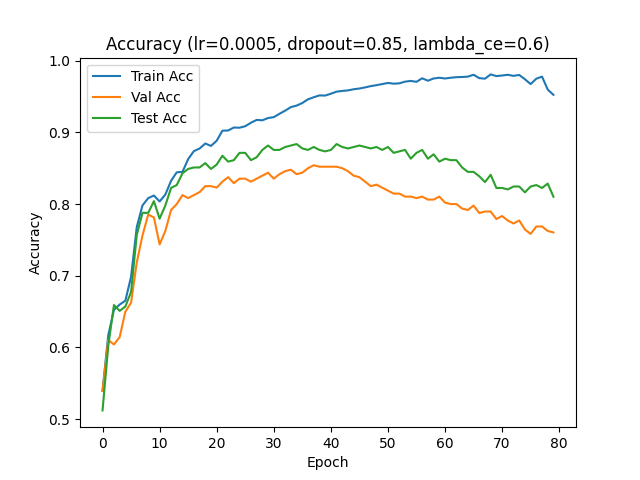 Accuracy (lr=0.0005, dropout=0.85, lambda_ce=0.6)
Train Acc
Val Acc
Test Acc
1.0
0.9
0.8
0.7
0.6
0.5
Accuracy
0 10 20 30 40 50 60 70 80
Epoch